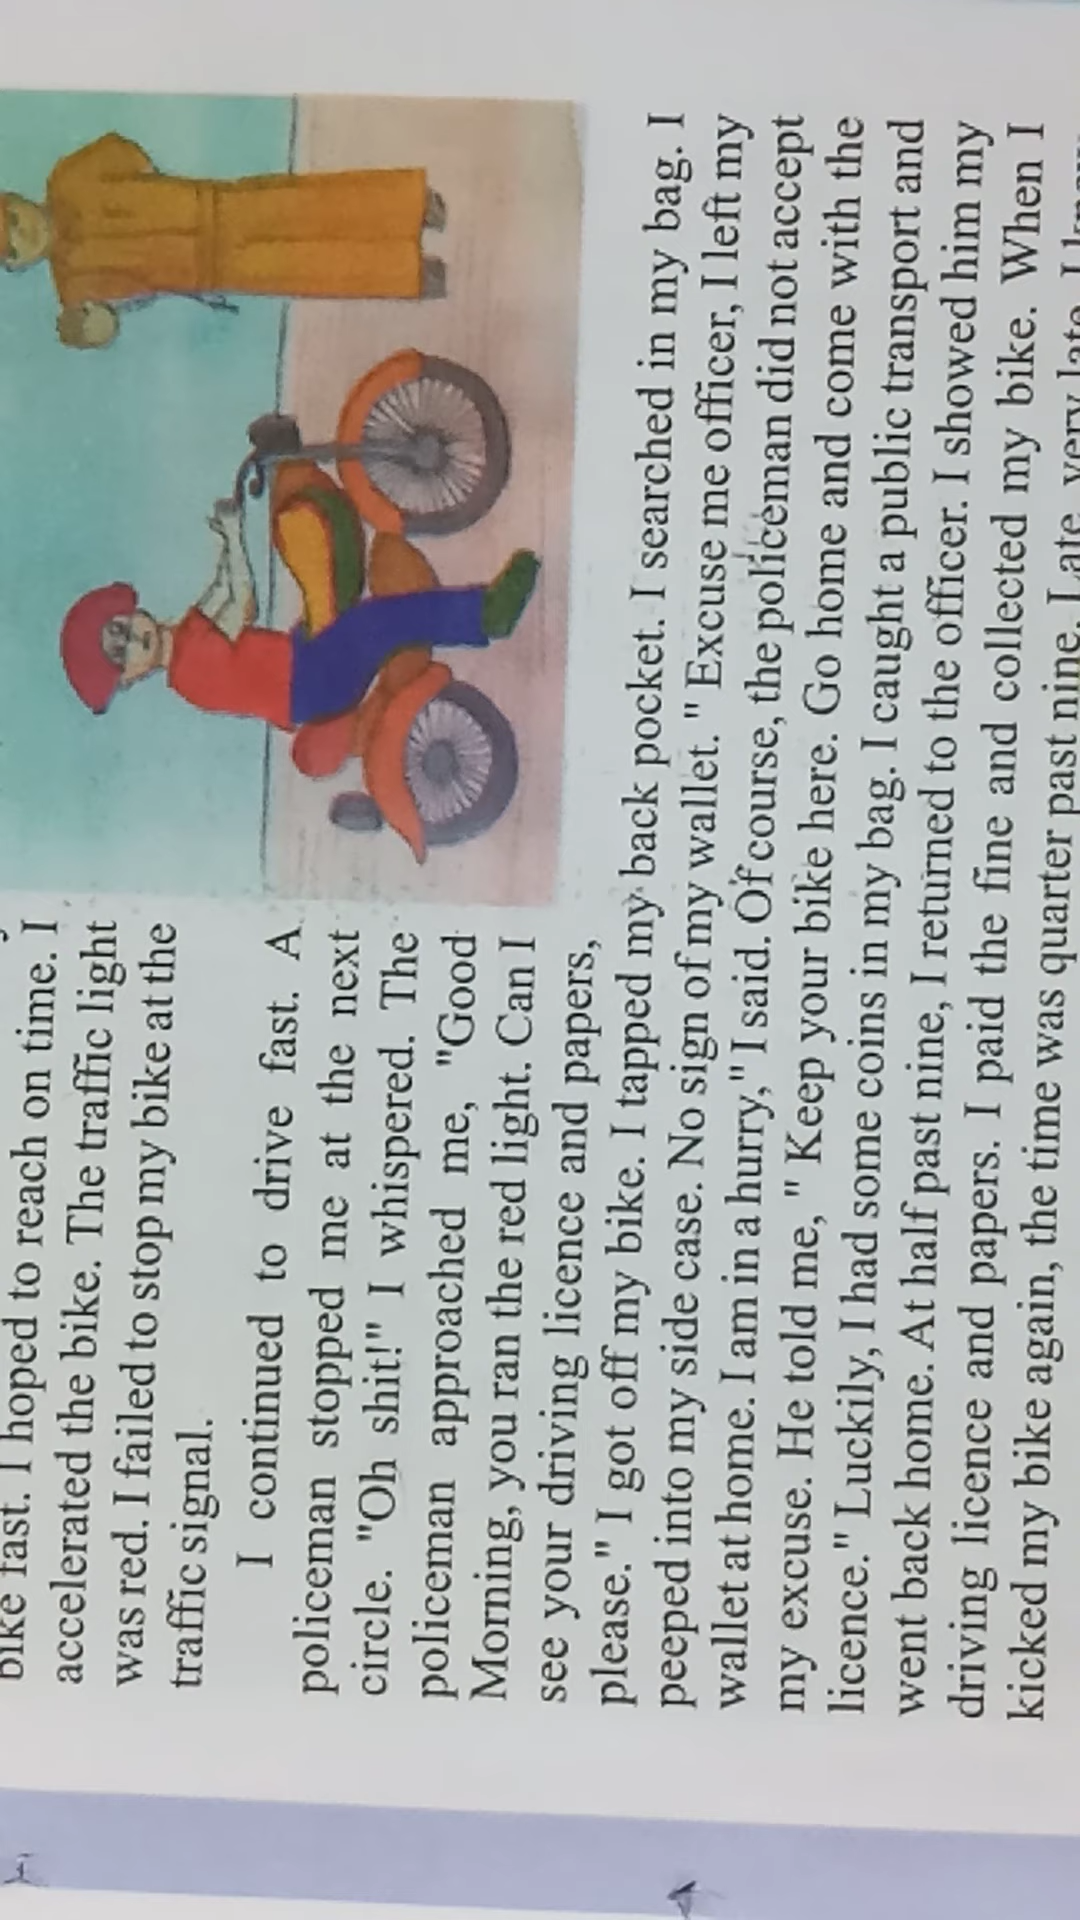 bike fast. I hoped to reach on time. I
accelerated the bike. The traffic light
was red. I failed to stop my bike at the
traffic signal.
I continued to drive fast. A
policeman stopped me at the next
circle. "Oh shit!" I whispered. The
policeman approached me, "Good
Morning, you ran the red light. Can I
see your driving licence and papers,
please." I got off my bike. I tapped my back pocket. I searched in my bag. I
peeped into my side case. No sign of my wallet. "Excuse me officer, I left my
wallet at home. I am in a hurry," I said. Of course, the policeman did not accept
my excuse. He told me, " Keep your bike here. Go home and come with the
licence." Luckily, I had some coins in my bag. I caught a public transport and
went back home. At half past nine, I returned to the officer. I showed him my
driving licence and papers. I paid the fine and collected my bike. When I
kicked my bike again, the time was quarter past nine. Late, very late. I